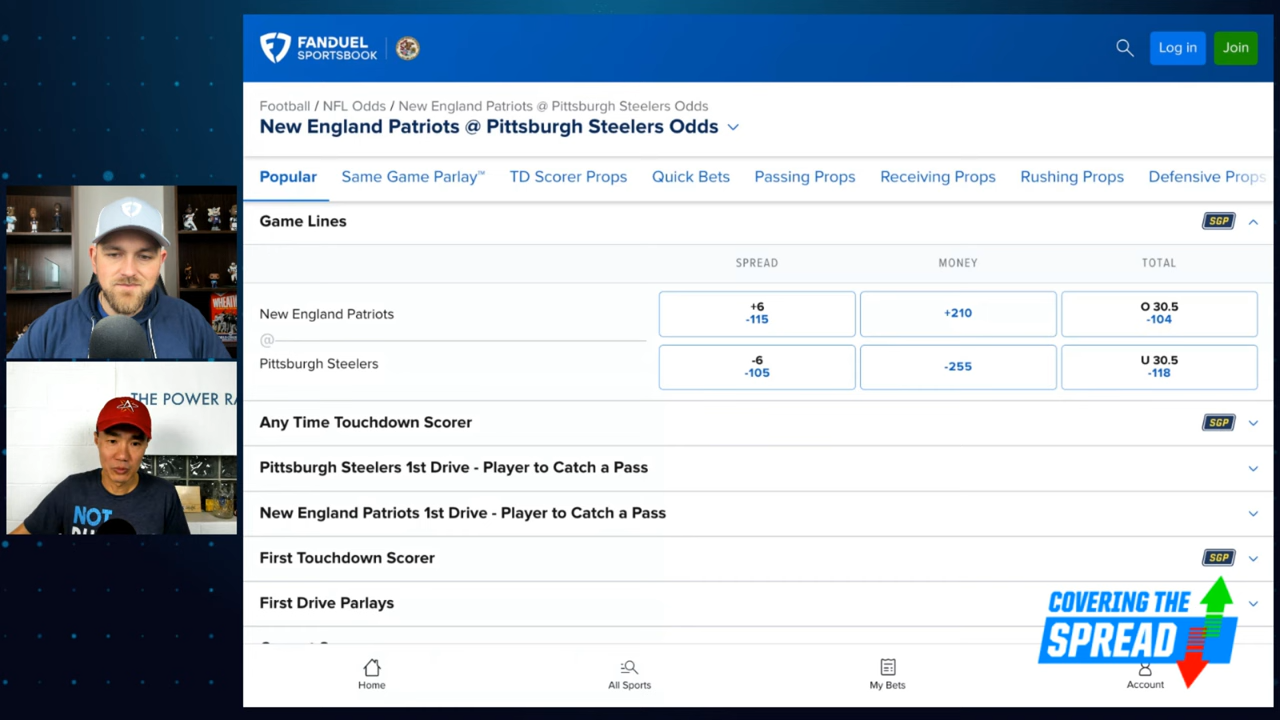 FANDUEL
SPORTSBOOK
Log in
Join
Football / NFL Odds / New England Patriots @ Pittsburgh Steelers Odds
New England Patriots @ Pittsburgh Steelers Odds
Popular
Same Game Parlay™
TD Scorer Props
Quick Bets
Passing Props
Receiving Props
Rushing Props
Defensive Props
Game Lines
SGP
SPREAD
MONEY
TOTAL
New England Patriots
+6
-115
+210
O 30.5
-104
@
Pittsburgh Steelers
-6
-105
-255
U 30.5
-118
Any Time Touchdown Scorer
SGP
Pittsburgh Steelers 1st Drive - Player to Catch a Pass
New England Patriots 1st Drive - Player to Catch a Pass
First Touchdown Scorer
SGP
First Drive Parlays
COVERING THE
SPREAD
Home
All Sports
My Bets
Account
WHEATIES
THE POWER RA
NOT